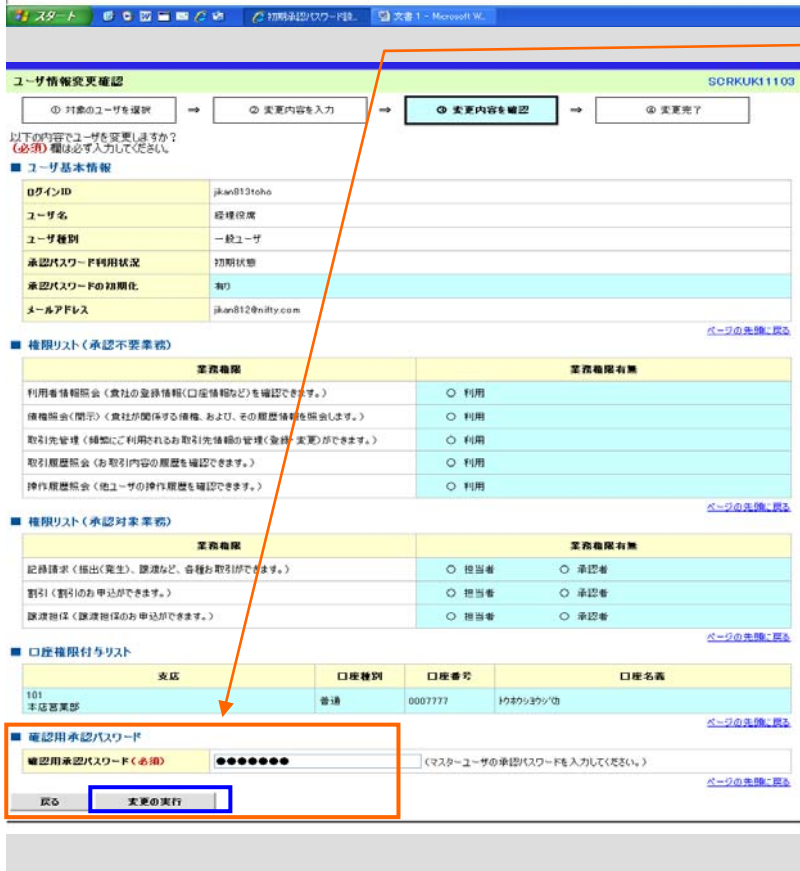 スタート 初期承認パスワード設.. 文書 1 - Microsoft W..
ユーザ情報変更確認 SCRKUK11103
① 対象のユーザを選択 ⇒ ② 変更内容を入力 ⇒ ③ 変更内容を確認 ⇒ ④ 変更完了
以下の内容でユーザを変更しますか?
(必須)欄は必ず入力してください。
■ ユーザ基本情報
ログインID jikan813toho
ユーザ名 経理役席
ユーザ種別 一般ユーザ
承認パスワード利用状況 初期状態
承認パスワードの初期化 有り
メールアドレス jikan812@nifty.com
ページの先頭に戻る
■ 権限リスト(承認不要業務)
業務権限 業務権限有無
利用者情報照会(貴社の登録情報(口座情報など)を確認できます。) ○ 利用
債権照会(開示)(貴社が関係する債権、および、その履歴情報を照会します。) ○ 利用
取引先管理(頻繁にご利用されるお取引先情報の管理(登録・変更)ができます。) ○ 利用
取引履歴照会(お取引内容の履歴を確認できます。) ○ 利用
操作履歴照会(他ユーザの操作履歴を確認できます。) ○ 利用
ページの先頭に戻る
■ 権限リスト(承認対象業務)
業務権限 業務権限有無
記録請求(振出(発生)、譲渡など、各種お取引ができます。) ○ 担当者 ○ 承認者
割引(割引のお申込ができます。) ○ 担当者 ○ 承認者
譲渡担保(譲渡担保のお申込ができます。) ○ 担当者 ○ 承認者
ページの先頭に戻る
■ 口座権限付与リスト
支店 口座種別 口座番号 口座名義
101
本店営業部 普通 0007777 トウホウシヨウジ(カ
ページの先頭に戻る
■ 確認用承認パスワード
確認用承認パスワード(必須) ●●●●●●● (マスターユーザの承認パスワードを入力してください。)
ページの先頭に戻る
戻る 変更の実行